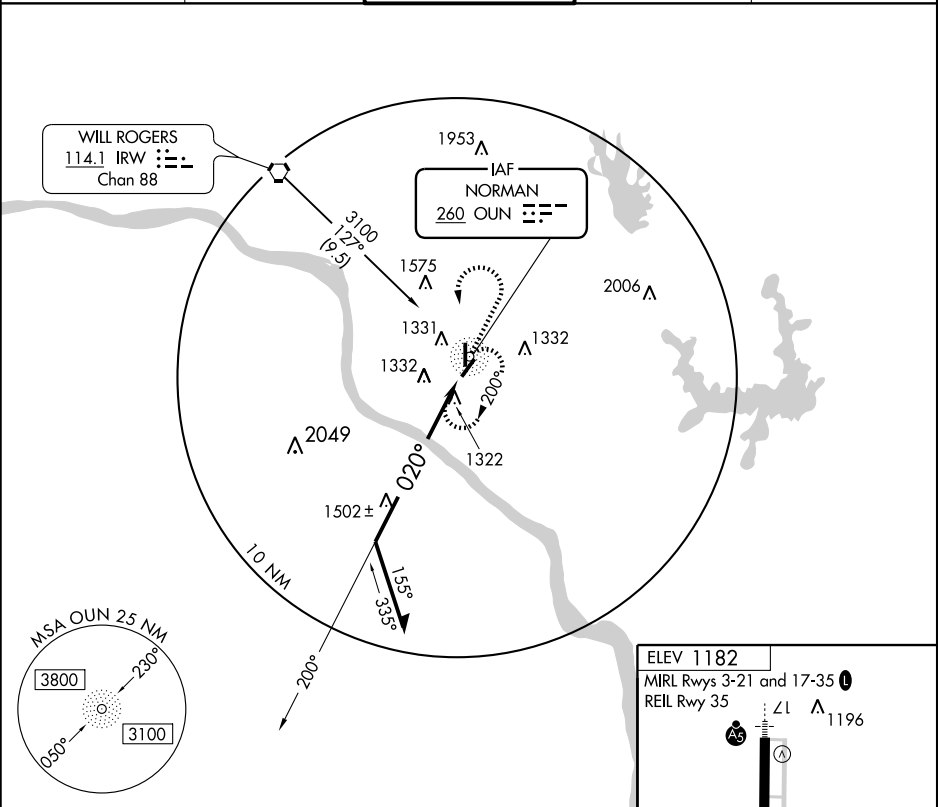 WILL ROGERS
114.1 IRW
Chan 88
1953
IAF
NORMAN
260 OUN
3100
127°
(9.5)
1575
2006
1331
1332
1332
200°
2049
020°
1322
1502±
10 NM
155°
335°
200°
MSA OUN 25 NM
3800
230°
3100
050°
ELEV 1182
MIRL Rwys 3-21 and 17-35 L
REIL Rwy 35
17
1196
A5
A